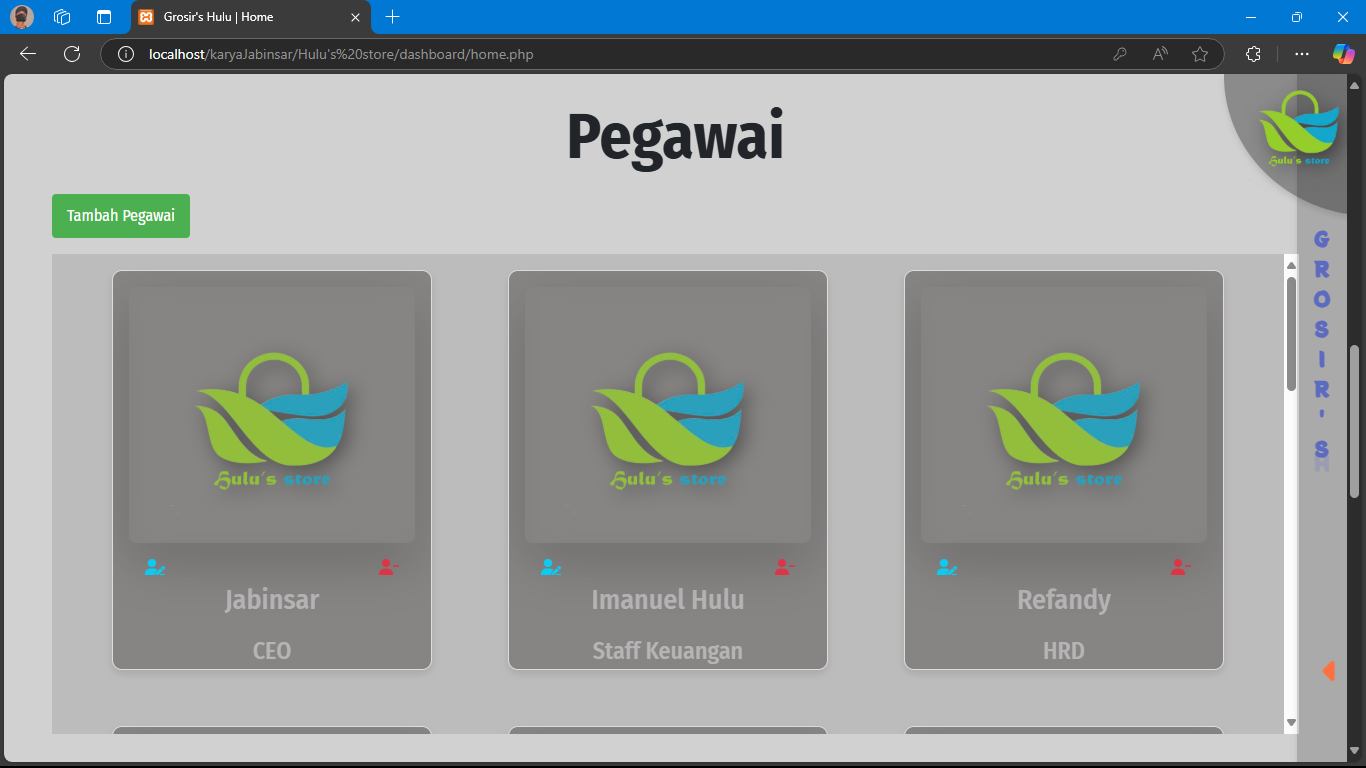 Grosir's Hulu | Home
localhost/karyaJabinsar/Hulu's%20store/dashboard/home.php
Pegawai
Hulu's store
Tambah Pegawai
G
R
O
S
I
R
'
S
Hulu's store
Hulu's store
Hulu's store
Jabinsar
Imanuel Hulu
Refandy
CEO
Staff Keuangan
HRD